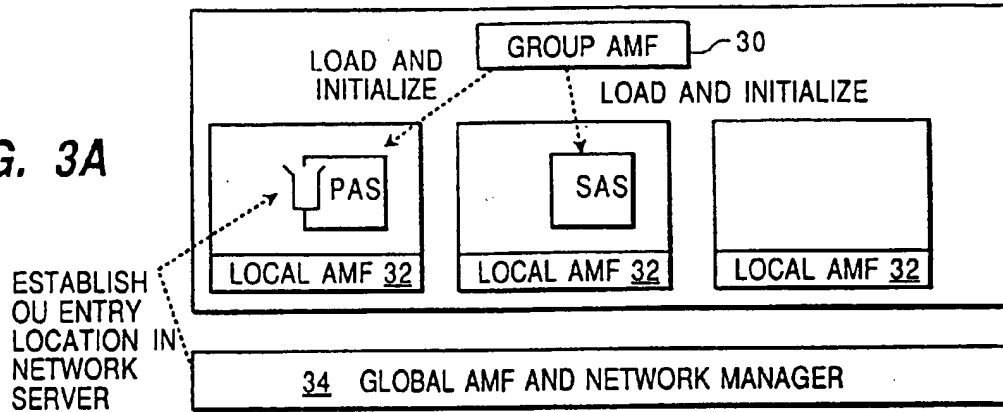 GROUP AMF 30
LOAD AND
INITIALIZE
LOAD AND INITIALIZE
G. 3A
PAS
SAS
LOCAL AMF 32
LOCAL AMF 32
LOCAL AMF 32
ESTABLISH
OU ENTRY
LOCATION IN
NETWORK
SERVER
34 GLOBAL AMF AND NETWORK MANAGER